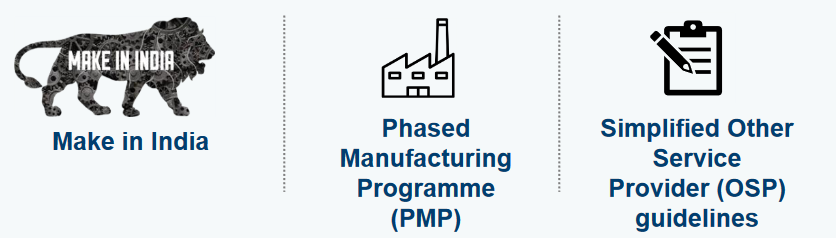 MAKE IN INDIA
Make in India
Phased
Manufacturing
Programme
(PMP)
Simplified Other
Service
Provider (OSP)
guidelines